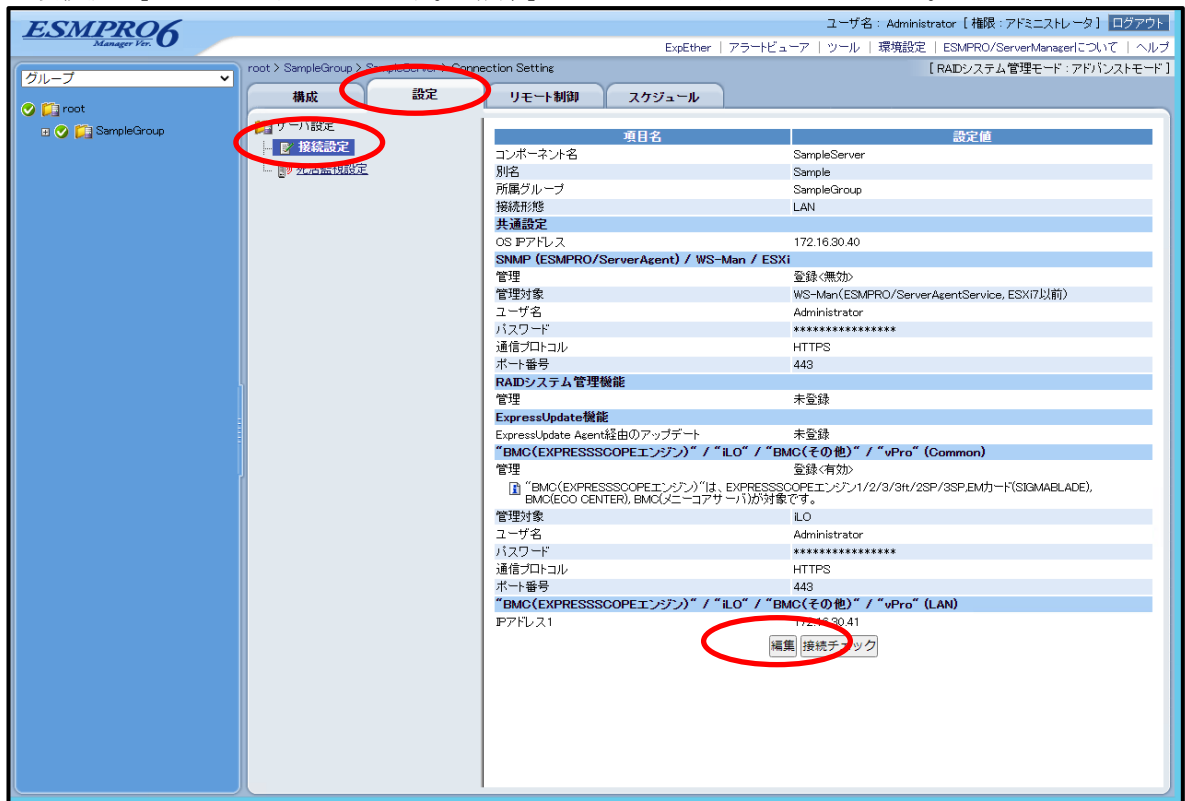 ESMPRO6
Manager Ver.
ユーザ名： Administrator [ 権限：アドミニストレータ ] ログアウト
ExpEther | アラートビューア | ツール | 環境設定 | ESMPRO/ServerManagerについて | ヘルプ
グループ
root
SampleGroup
root > SampleGroup > SampleServer > Connection Setting
[ RAIDシステム管理モード：アドバンストモード ]
構成 設定 リモート制御 スケジュール
サーバ設定
接続設定
死活監視設定
項目名 設定値
コンポーネント名 SampleServer
別名 Sample
所属グループ SampleGroup
接続形態 LAN
共通設定
OS IPアドレス 172.16.30.40
SNMP (ESMPRO/ServerAgent) / WS-Man / ESXi
管理 登録<無効>
管理対象 WS-Man(ESMPRO/ServerAgentService, ESXi7以前)
ユーザ名 Administrator
パスワード ****************
通信プロトコル HTTPS
ポート番号 443
RAIDシステム管理機能
管理 未登録
ExpressUpdate機能
ExpressUpdate Agent経由のアップデート 未登録
"BMC(EXPRESSSCOPEエンジン)" / "iLO" / "BMC(その他)" / "vPro" (Common)
管理 登録<有効>
"BMC(EXPRESSSCOPEエンジン)"は、EXPRESSSCOPEエンジン1/2/3/3ft/2SP/3SP,EMカード(SIGMABLADE),
BMC(ECO CENTER), BMC(メニーコアサーバ)が対象です。
管理対象 iLO
ユーザ名 Administrator
パスワード ****************
通信プロトコル HTTPS
ポート番号 443
"BMC(EXPRESSSCOPEエンジン)" / "iLO" / "BMC(その他)" / "vPro" (LAN)
IPアドレス1 172.16.30.41
編集 接続チェック